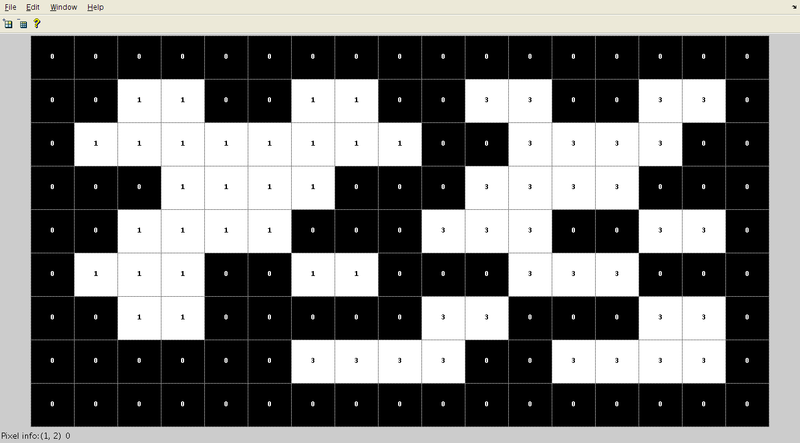 File Edit Window Help
0 0 0 0 0 0 0 0 0 0 0 0 0 0 0 0 0
0 0 1 1 0 0 1 1 0 0 3 3 0 0 3 3 0
0 1 1 1 1 1 1 1 1 0 0 3 3 3 3 0 0
0 0 0 1 1 1 1 0 0 0 3 3 3 3 0 0 0
0 0 1 1 1 1 0 0 0 3 3 3 0 0 3 3 0
0 1 1 1 0 0 1 1 0 0 0 3 3 3 0 0 0
0 0 1 1 0 0 0 0 0 3 3 0 0 0 3 3 0
0 0 0 0 0 0 3 3 3 3 0 0 3 3 3 3 0
0 0 0 0 0 0 0 0 0 0 0 0 0 0 0 0 0
Pixel info:(1, 2) 0